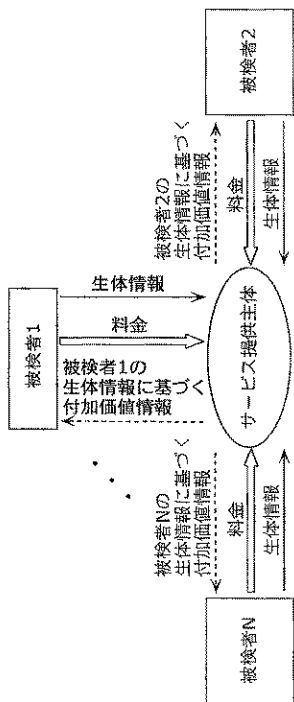 被検者1
生体情報
料金
被検者1の
生体情報に基づく
付加価値情報
被検者2
被検者2の
生体情報に基づく
付加価値情報
料金
生体情報
サービス提供主体
被検者Nの
生体情報に基づく
付加価値情報
料金
生体情報
被検者N